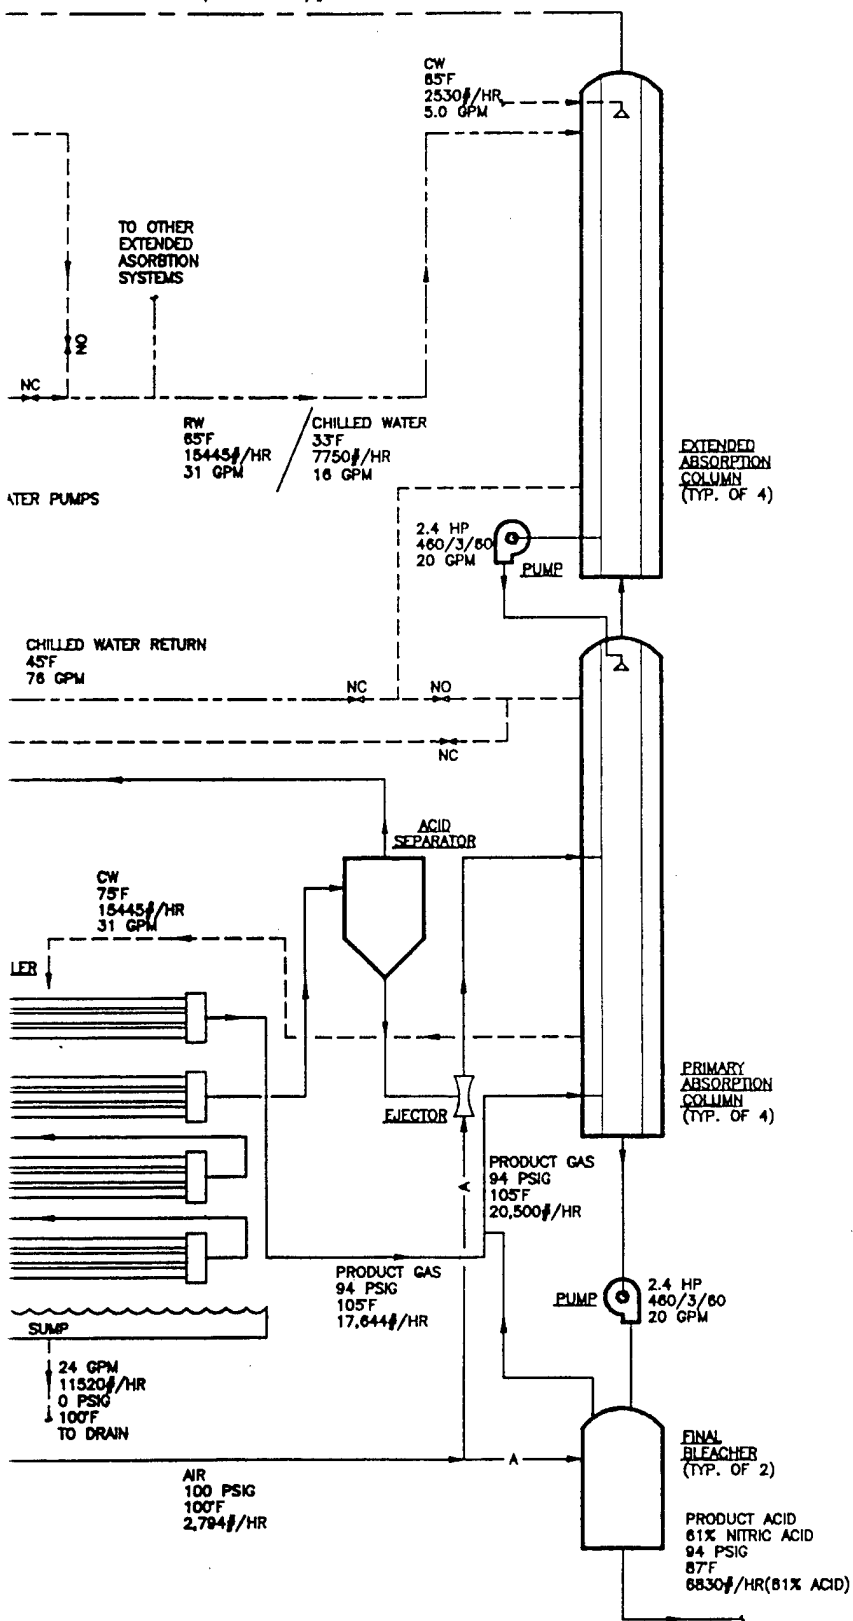 CW
65°F
2530#/HR
5.0 GPM
TO OTHER
EXTENDED
ASORBTION
SYSTEMS
NO
NC
RW
65°F
15445#/HR
31 GPM
CHILLED WATER
33°F
7750#/HR
16 GPM
EXTENDED
ABSORPTION
COLUMN
(TYP. OF 4)
ATER PUMPS
2.4 HP
460/3/60
20 GPM
PUMP
CHILLED WATER RETURN
45°F
76 GPM
NC
NO
NC
ACID
SEPARATOR
CW
75°F
15445#/HR
31 GPM
LER
EJECTOR
PRIMARY
ABSORPTION
COLUMN
(TYP. OF 4)
PRODUCT GAS
94 PSIG
105°F
20,500#/HR
A
PRODUCT GAS
94 PSIG
105°F
17,644#/HR
PUMP
2.4 HP
460/3/60
20 GPM
SUMP
24 GPM
11520#/HR
0 PSIG
100°F
TO DRAIN
A
FINAL
BLEACHER
(TYP. OF 2)
AIR
100 PSIG
100°F
2,794#/HR
PRODUCT ACID
61% NITRIC ACID
94 PSIG
87°F
6830#/HR(61% ACID)